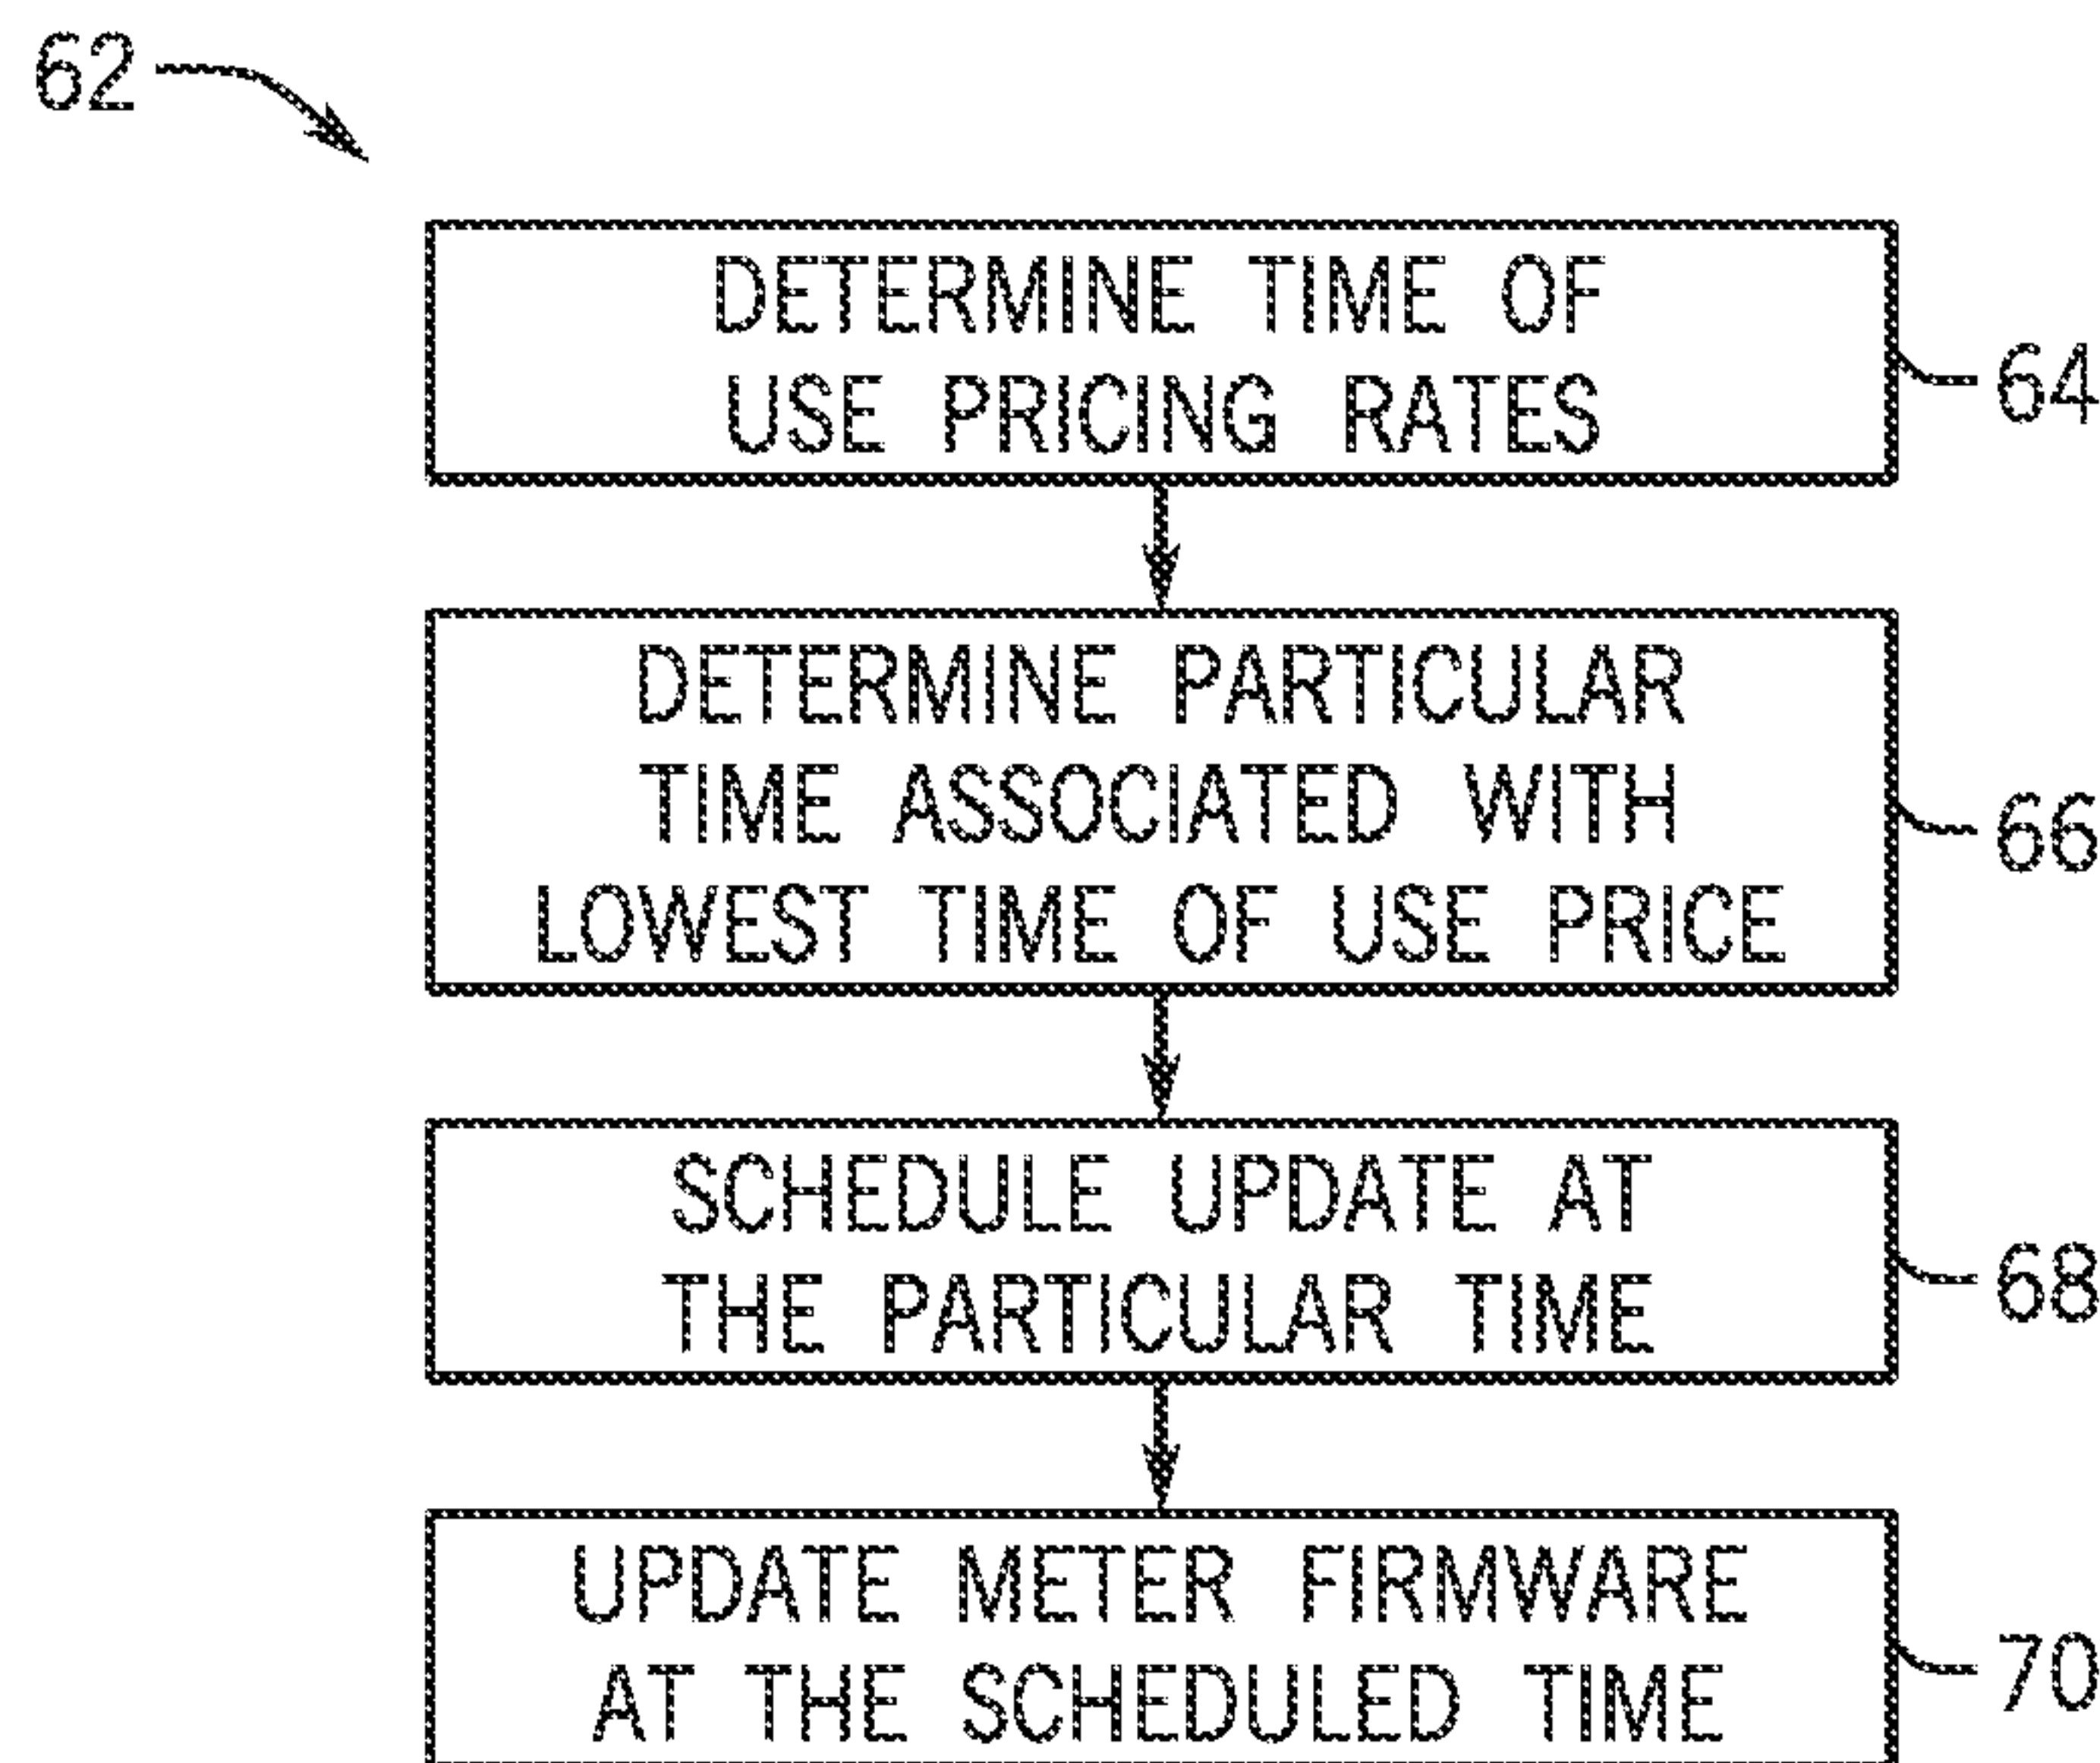 62
DETERMINE TIME OF
USE PRICING RATES
64
DETERMINE PARTICULAR
TIME ASSOCIATED WITH
LOWEST TIME OF USE PRICE
66
SCHEDULE UPDATE AT
THE PARTICULAR TIME
68
UPDATE METER FIRMWARE
AT THE SCHEDULED TIME
70